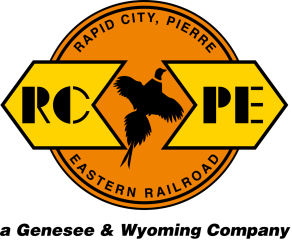 RAPID CITY, PIERRE
RC PE
EASTERN RAILROAD
a Genesee & Wyoming Company